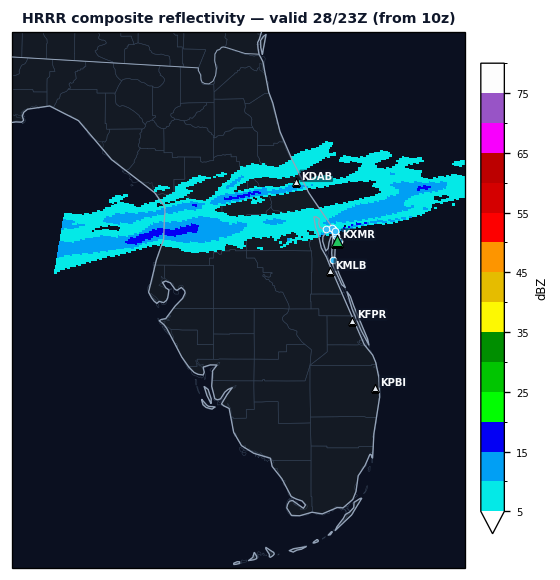 HRRR composite reflectivity — valid 28/23Z (from 10z)
75
65
55
45
35
25
15
5
dBZ
KDAB
KXMR
KMLB
KFPR
KPBI